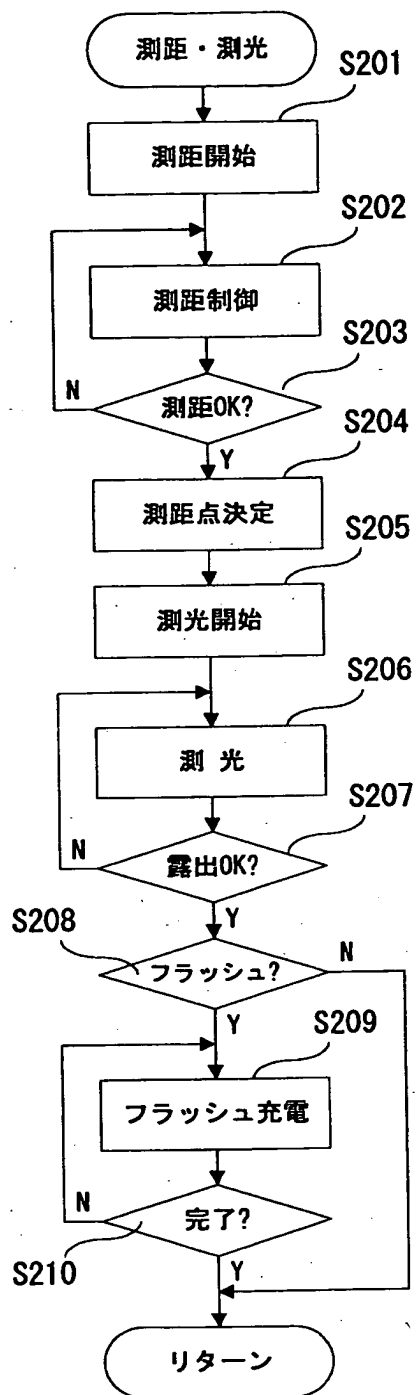 測距・測光
S201
測距開始
S202
測距制御
S203
N
測距OK?
Y
S204
測距点決定
S205
測光開始
S206
測 光
S207
N
露出OK?
Y
S208
フラッシュ?
N
Y
S209
フラッシュ充電
N
完了?
S210
Y
リターン